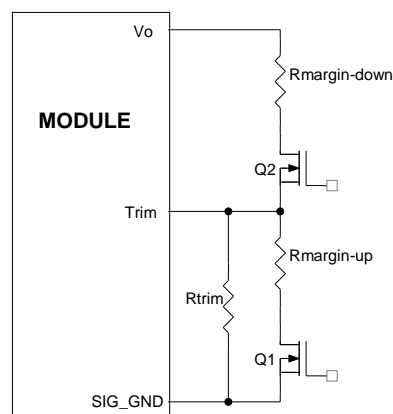 Vo
Rmargin-down
MODULE
Q2
Trim
Rmargin-up
Rtrim
Q1
SIG_GND